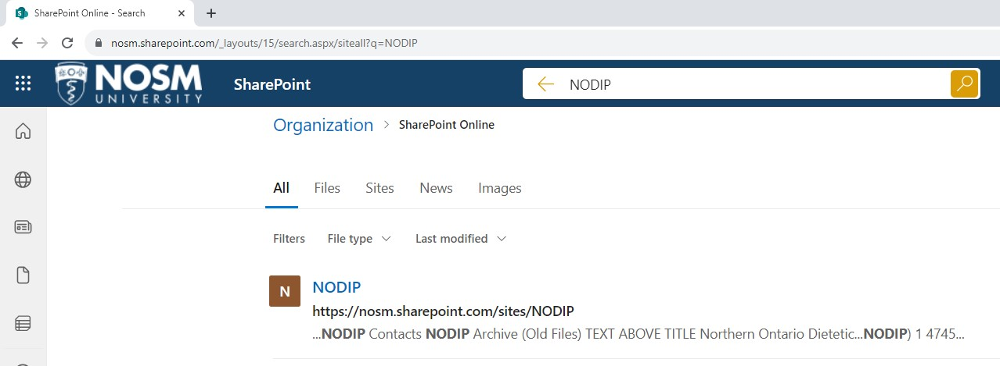 SharePoint Online - Search
nosm.sharepoint.com/_layouts/15/search.aspx/siteall?q=NODIP
NOSM
UNIVERSITY
SharePoint
NODIP
Organization > SharePoint Online
All Files Sites News Images
Filters File type Last modified
N
NODIP
https://nosm.sharepoint.com/sites/NODIP
...NODIP Contacts NODIP Archive (Old Files) TEXT ABOVE TITLE Northern Ontario Dietetic...NODIP) 1 4745...